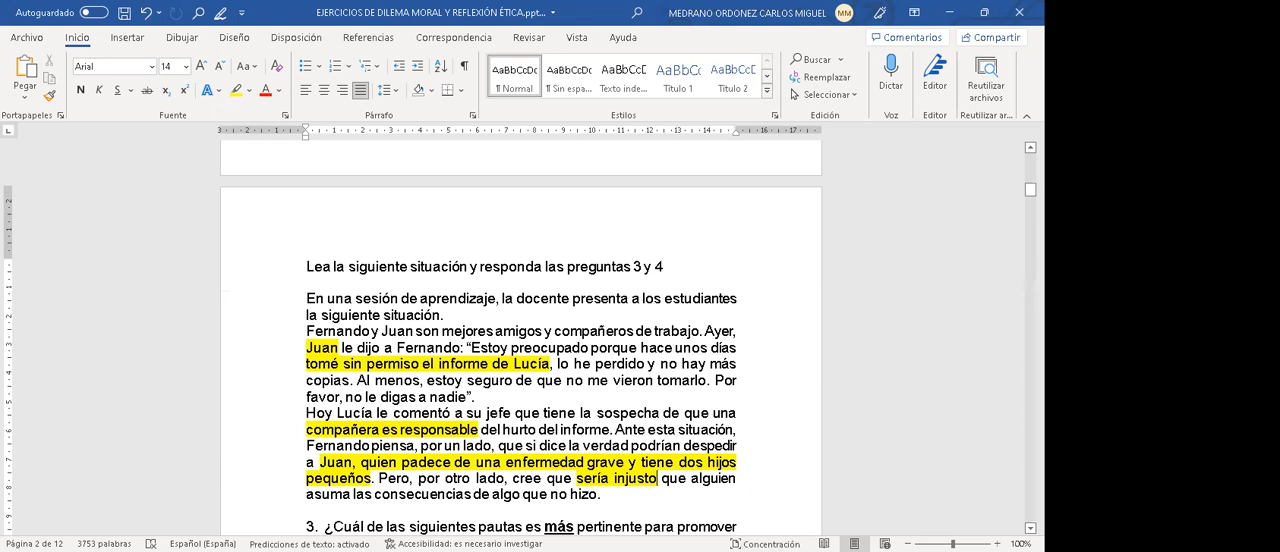 Autoguardado
EJERCICIOS DE DILEMA MORAL Y REFLEXIÓN ÉTICA.ppt...
MEDRANO ORDONEZ CARLOS MIGUEL
MM
Archivo Inicio Insertar Dibujar Diseño Disposición Referencias Correspondencia Revisar Vista Ayuda
Comentarios
Compartir
Pegar
Portapapeles
Arial 14
Fuente
Párrafo
AaBbCcDc AaBbCcDc AaBbCcD AaBbCc AaBbCcD
¶ Normal ¶ Sin espa... Texto inde... Título 1 Título 2
Estilos
Buscar
Reemplazar
Seleccionar
Edición
Dictar
Voz
Editor
Editor
Reutilizar archivos
Reutilizar ar...
Lea la siguiente situación y responda las preguntas 3 y 4
En una sesión de aprendizaje, la docente presenta a los estudiantes
la siguiente situación.
Fernando y Juan son mejores amigos y compañeros de trabajo. Ayer,
Juan le dijo a Fernando: “Estoy preocupado porque hace unos días
tomé sin permiso el informe de Lucía, lo he perdido y no hay más
copias. Al menos, estoy seguro de que no me vieron tomarlo. Por
favor, no le digas a nadie”.
Hoy Lucía le comentó a su jefe que tiene la sospecha de que una
compañera es responsable del hurto del informe. Ante esta situación,
Fernando piensa, por un lado, que si dice la verdad podrían despedir
a Juan, quien padece de una enfermedad grave y tiene dos hijos
pequeños. Pero, por otro lado, cree que sería injusto que alguien
asuma las consecuencias de algo que no hizo.
3. ¿Cuál de las siguientes pautas es más pertinente para promover
Página 2 de 12 3753 palabras Español (España) Predicciones de texto: activado Accesibilidad: es necesario investigar Concentración 100%